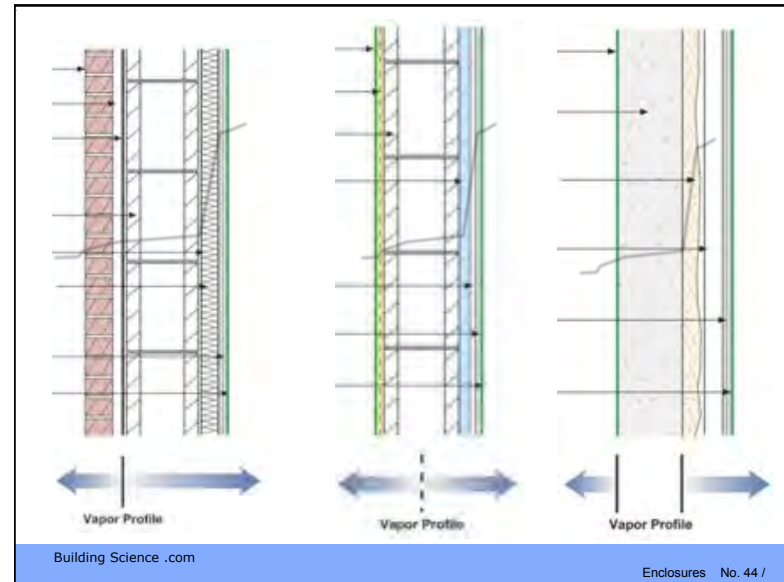 Vapor Profile
Vapor Profile
Vapor Profile
Building Science .com
Enclosures No. 44 /